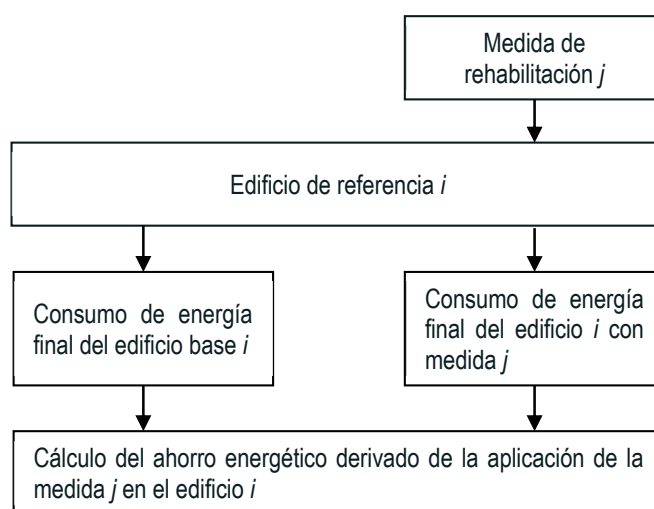 Medida de
rehabilitación j
Edificio de referencia i
Consumo de energía
final del edificio base i
Consumo de energía
final del edificio i con
medida j
Cálculo del ahorro energético derivado de la aplicación de la
medida j en el edificio i